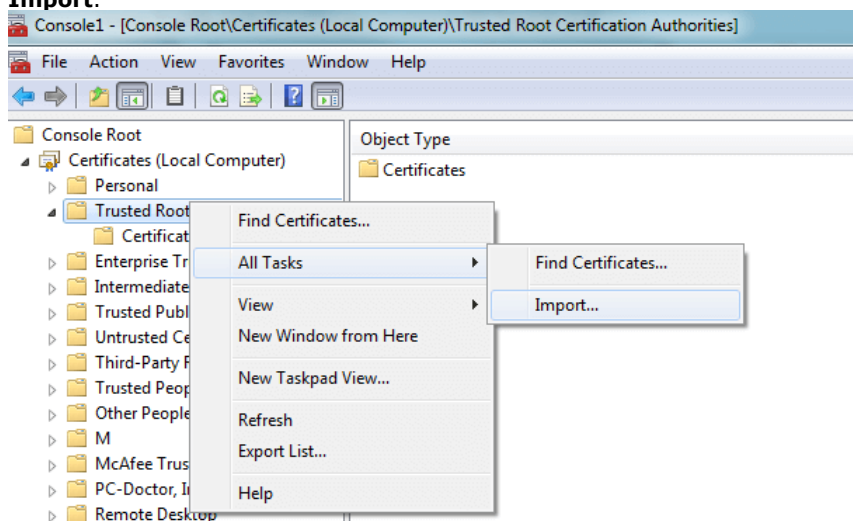 Import.
Console1 - [Console Root\Certificates (Local Computer)\Trusted Root Certification Authorities]
File Action View Favorites Window Help
Console Root
Object Type
Certificates (Local Computer)
Certificates
Personal
Trusted Root
Find Certificates...
Certificat
Enterprise Tr
All Tasks
Find Certificates...
Intermediate
Trusted Publ
View
Import...
Untrusted Ce
New Window from Here
Third-Party
Trusted Peop
New Taskpad View...
Other People
Refresh
M
Export List...
McAfee Trus
PC-Doctor,
Help
Remote Desktop